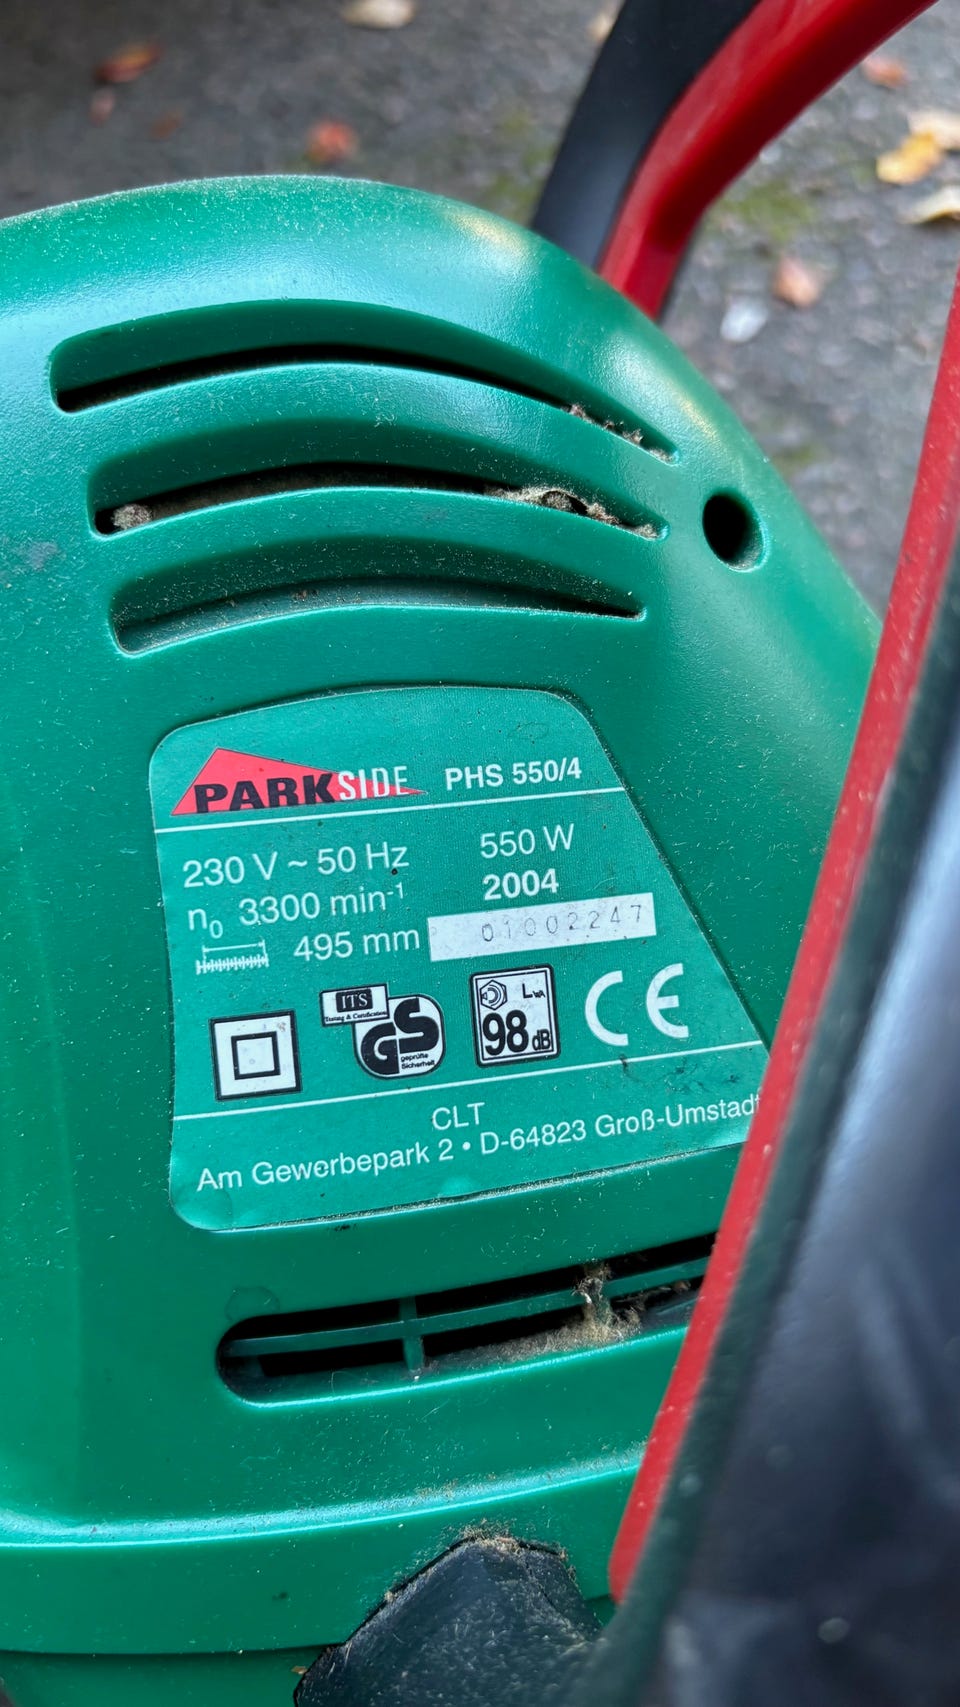 PARKSIDE PHS 550/4
230 V ~ 50 Hz 550 W
n₀ 3300 min⁻¹ 2004
495 mm 01002247
ITS
Testing & Certification
GS
geprüfte
Sicherheit
LWA
98 dB
CE
CLT
Am Gewerbepark 2 • D-64823 Groß-Umstadt